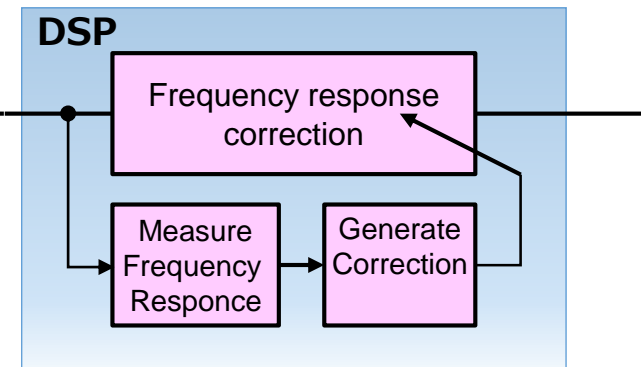 DSP
Frequency response
correction
Measure
Frequency
Responce
Generate
Correction